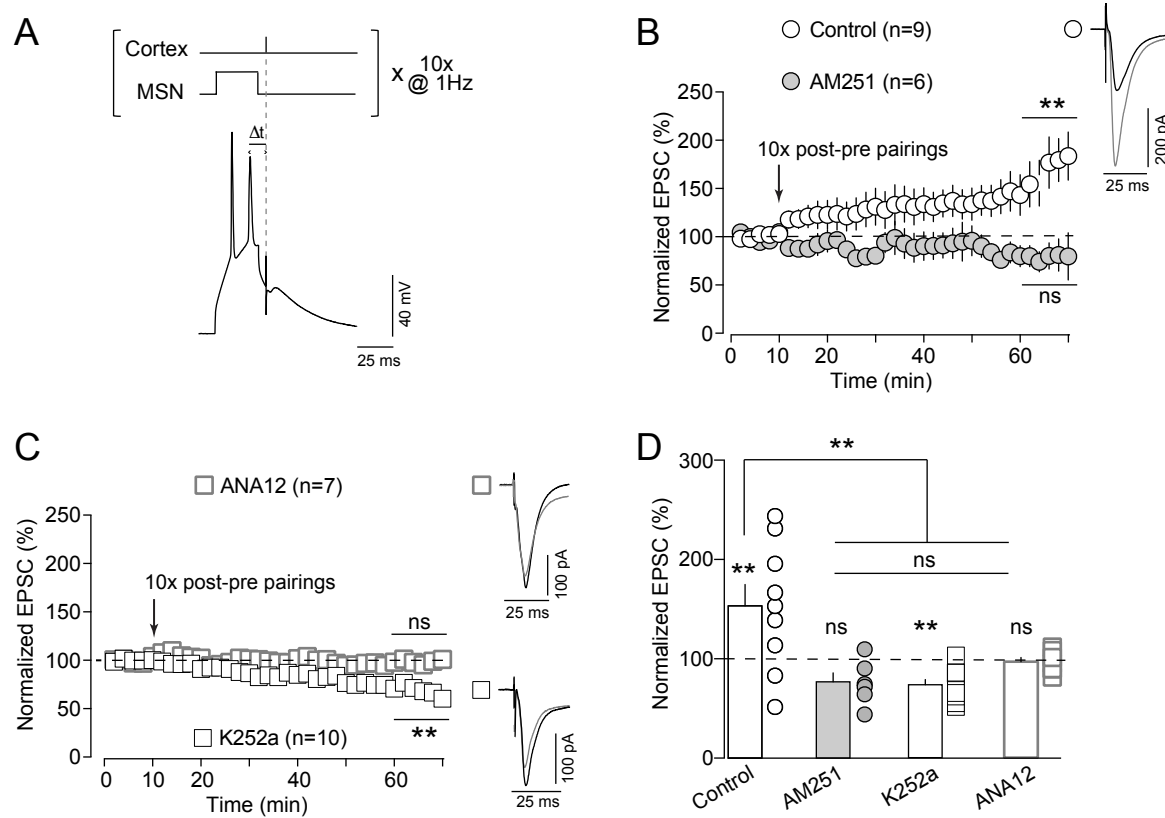 A
Cortex
MSN
x 10x
@ 1Hz
Δt
40 mV
25 ms
B
Control (n=9)
AM251 (n=6)
250
200
150
100
50
0
Normalized EPSC (%)
10x post-pre pairings
**
ns
0
20
40
60
Time (min)
200 pA
25 ms
C
ANA12 (n=7)
250
200
150
100
50
0
Normalized EPSC (%)
10x post-pre pairings
ns
**
K252a (n=10)
0
10
20
40
60
Time (min)
100 pA
25 ms
100 pA
25 ms
D
300
200
100
0
Normalized EPSC (%)
**
ns
**
ns
**
ns
Control
AM251
K252a
ANA12